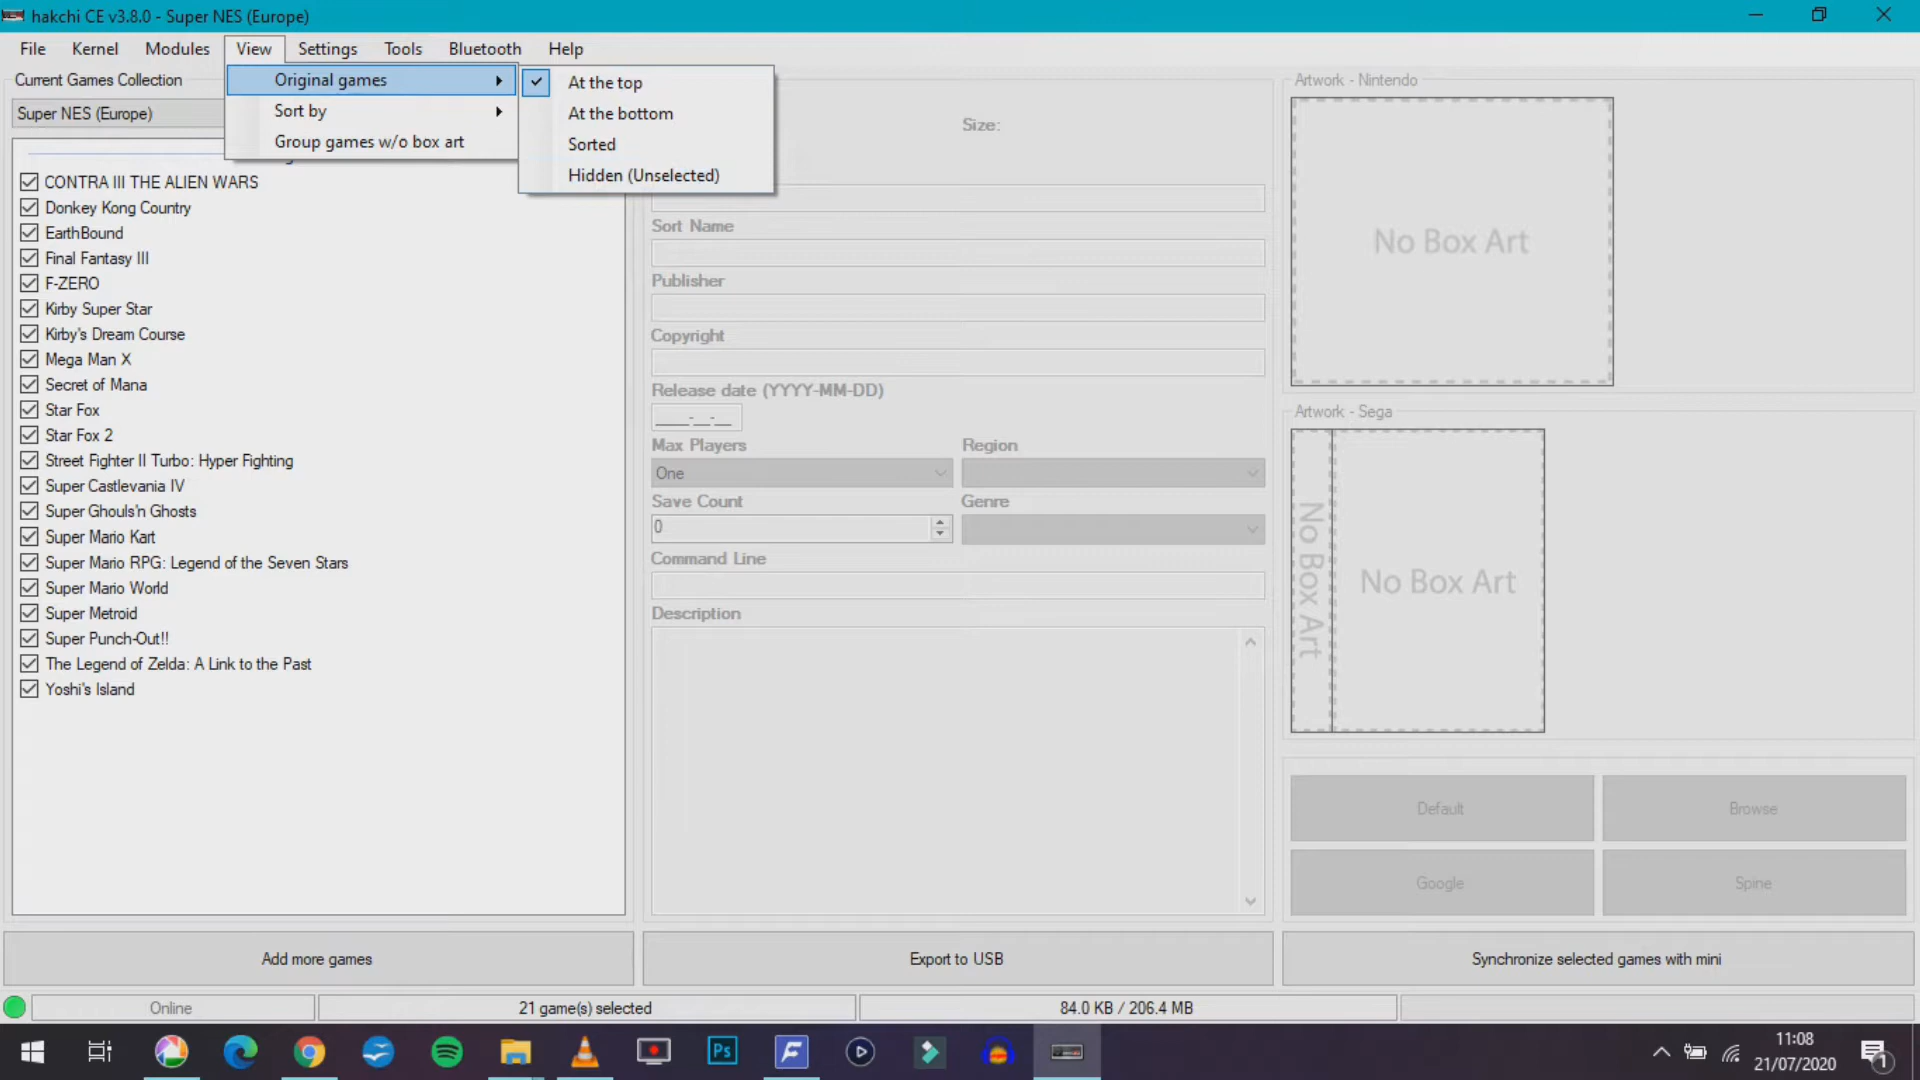 hakchi CE v3.8.0 - Super NES (Europe)
File Kernel Modules View Settings Tools Bluetooth Help
Current Games Collection
Super NES (Europe)
Original games
Sort by
Group games w/o box art
At the top
At the bottom
Sorted
Hidden (Unselected)
CONTRA III THE ALIEN WARS
Donkey Kong Country
EarthBound
Final Fantasy III
F-ZERO
Kirby Super Star
Kirby's Dream Course
Mega Man X
Secret of Mana
Star Fox
Star Fox 2
Street Fighter II Turbo: Hyper Fighting
Super Castlevania IV
Super Ghouls'n Ghosts
Super Mario Kart
Super Mario RPG: Legend of the Seven Stars
Super Mario World
Super Metroid
Super Punch-Out!!
The Legend of Zelda: A Link to the Past
Yoshi's Island
Size:
Sort Name
Publisher
Copyright
Release date (YYYY-MM-DD)
____-__-__
Max Players Region
One
Save Count Genre
0
Command Line
Description
Artwork - Nintendo
No Box Art
Artwork - Sega
No Box Art
No Box Art
Default Browse
Google Spine
Add more games
Export to USB
Synchronize selected games with mini
Online
21 game(s) selected
84.0 KB / 206.4 MB
Ps
F
11:08
21/07/2020
1